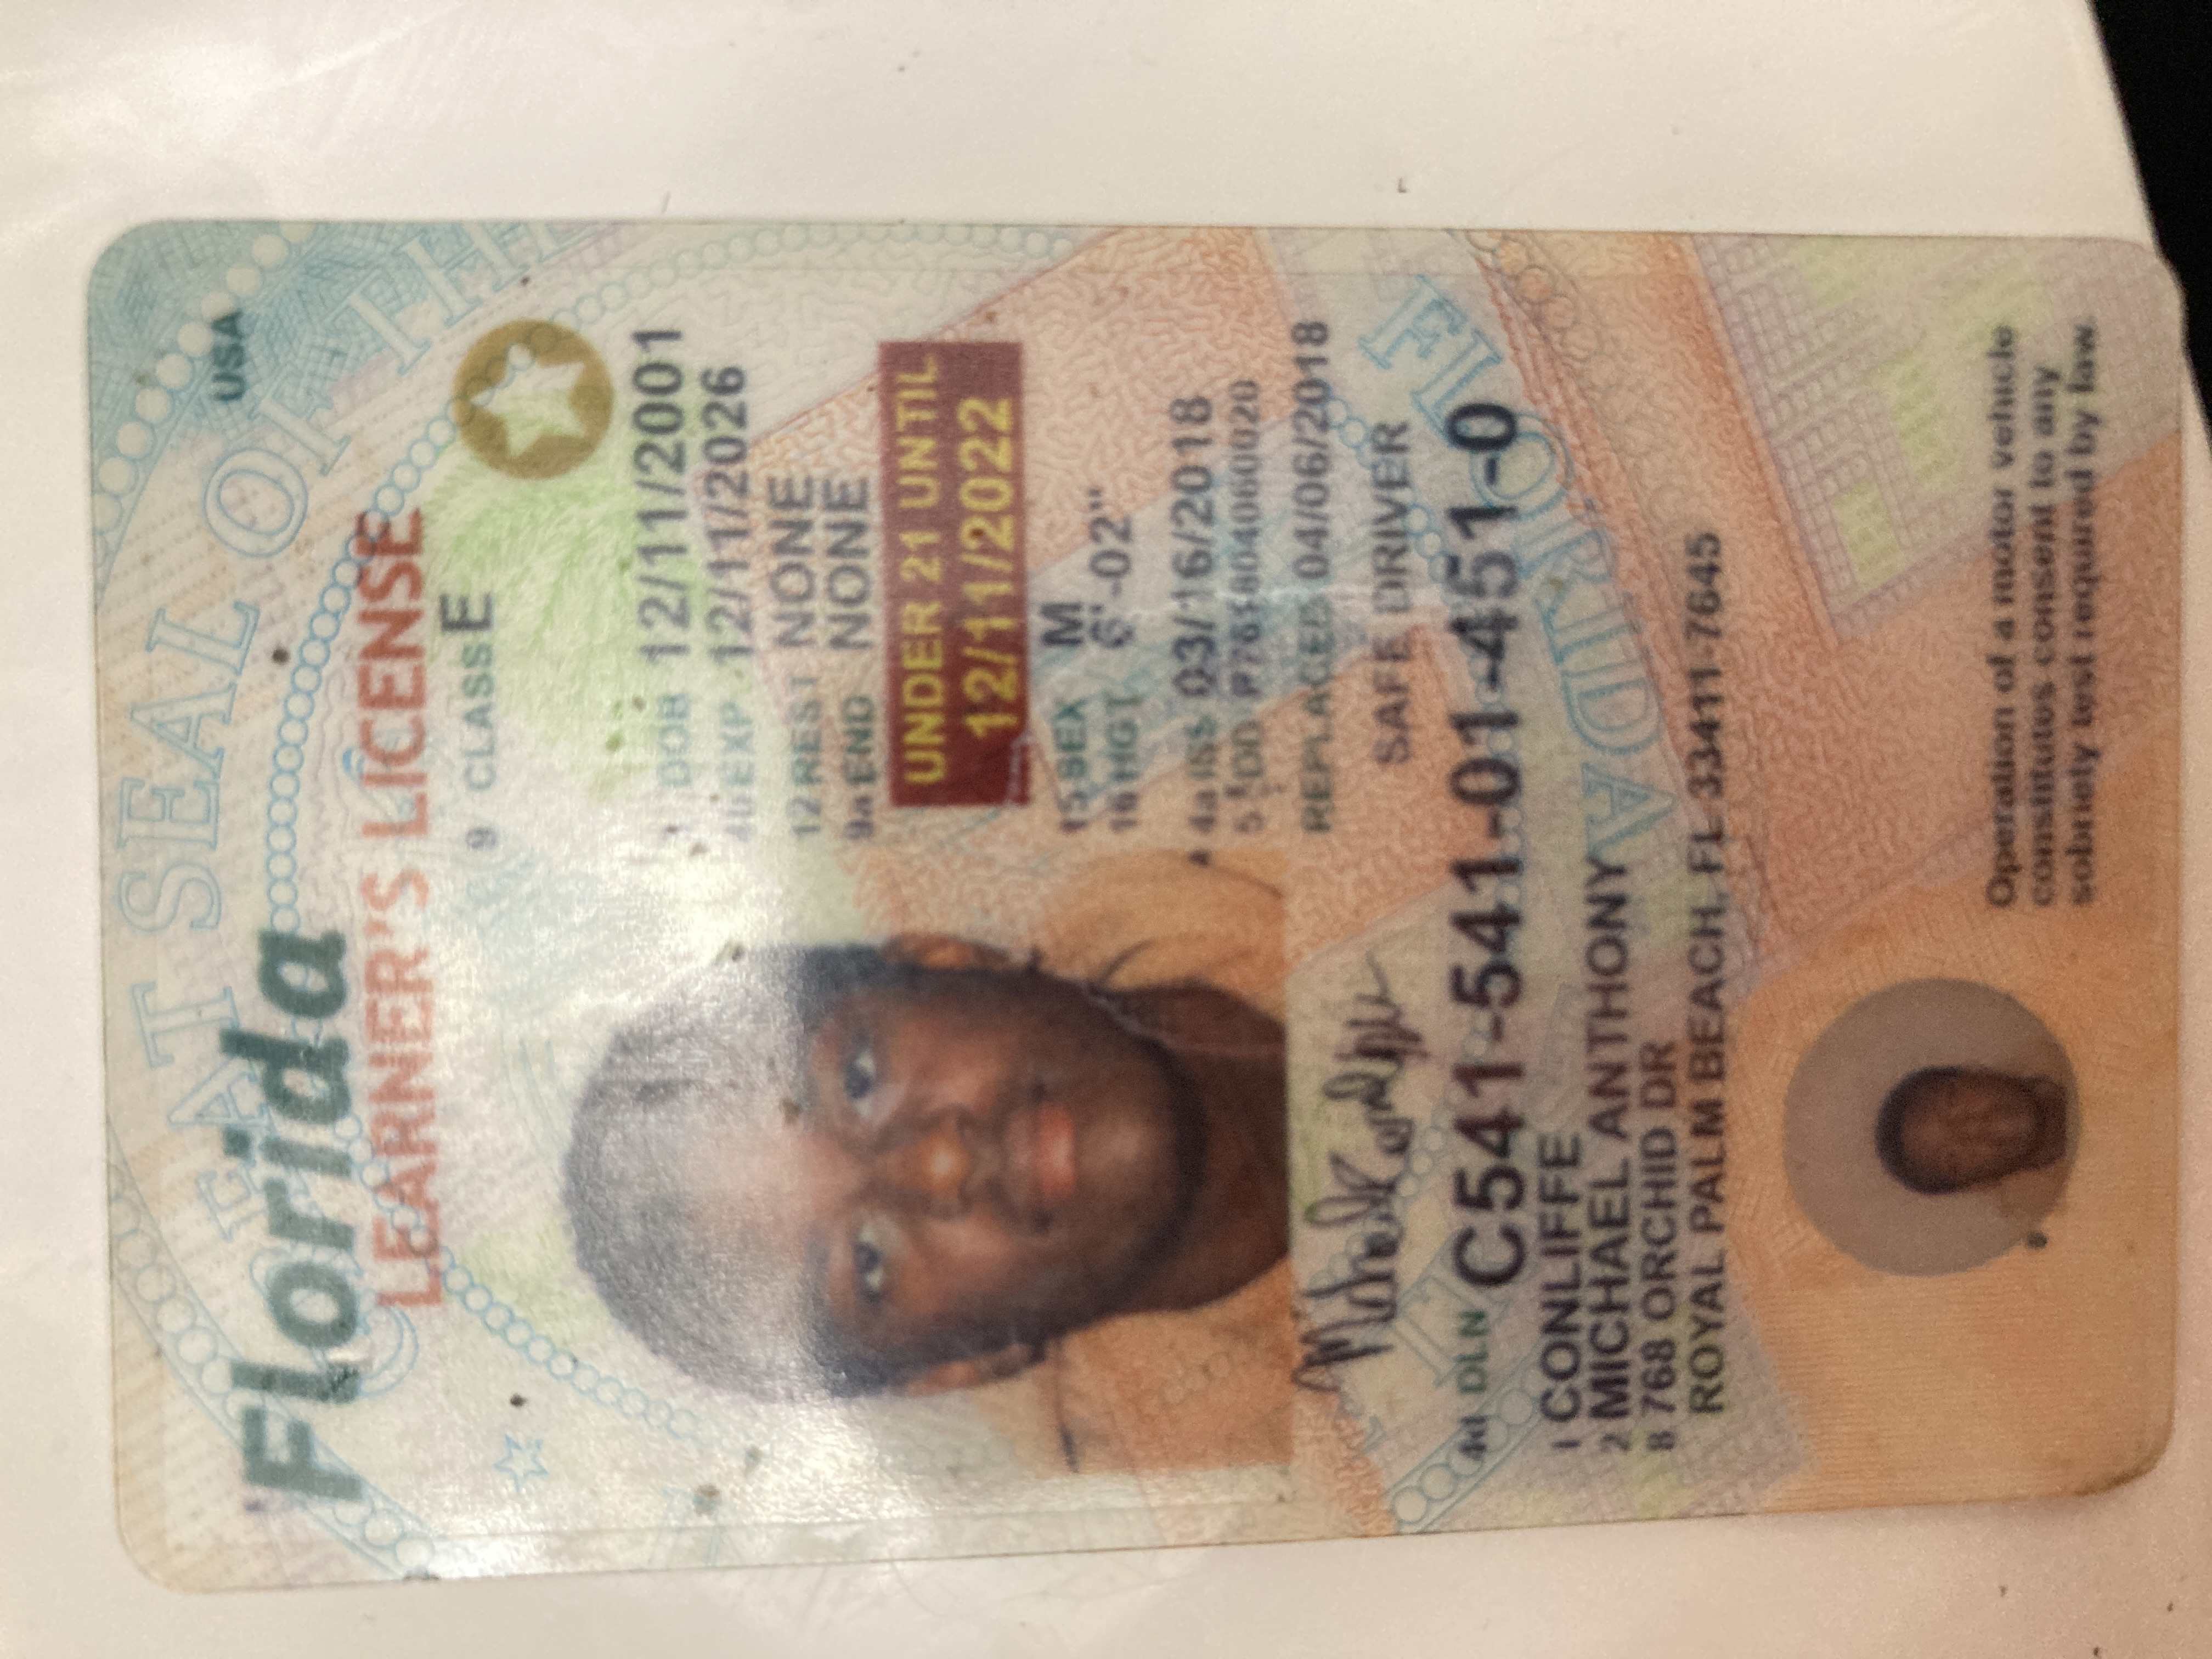 Florida
USA
LEARNER'S LICENSE
9 CLASS E
DOB 12/11/2001
4b EXP 12/11/2026
12 REST NONE
9a END NONE
UNDER 21 UNTIL
12/11/2022
15 SEX M
16 HGT 6'-02"
4a ISS 03/16/2018
5 DD
REPLACED 04/06/2018
SAFE DRIVER
4d DLN C541-541-01-451-0
1 CONLIFFE
2 MICHAEL ANTHONY
8 768 ORCHID DR
ROYAL PALM BEACH, FL 33411-7645
Operation of a motor vehicle
constitutes consent to any
sobriety test required by law.
GREAT SEAL OF THE
FLORIDA